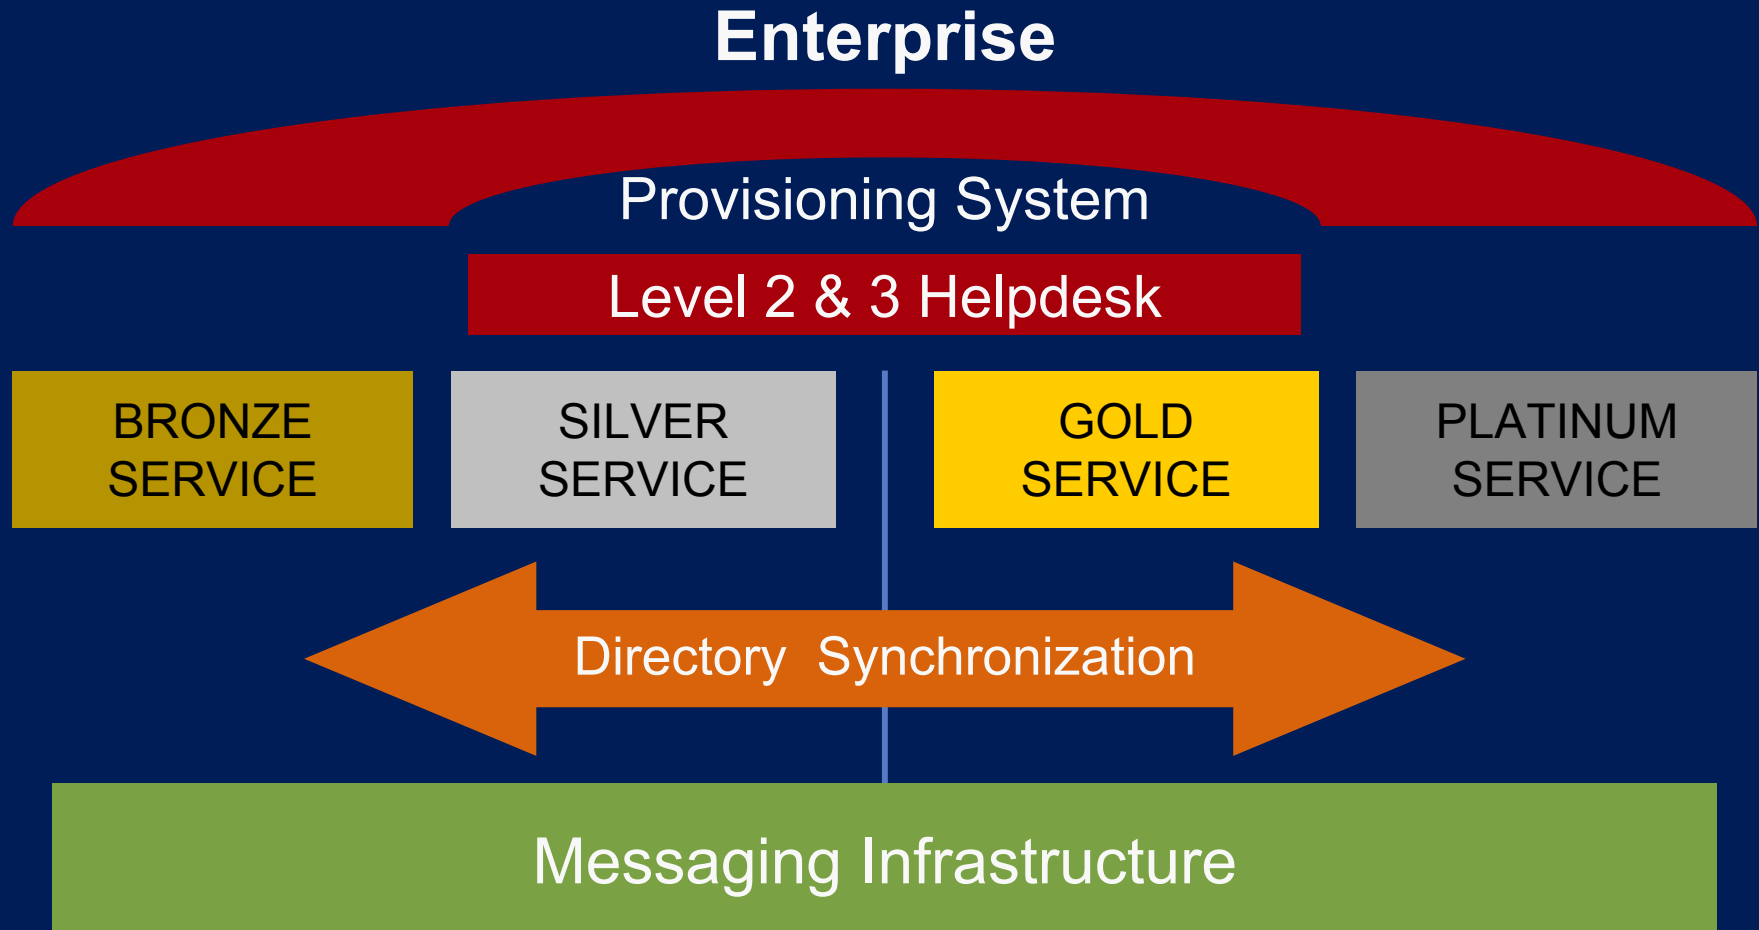 Enterprise
Provisioning System
Level 2 & 3 Helpdesk
BRONZE
SERVICE
SILVER
SERVICE
GOLD
SERVICE
PLATINUM
SERVICE
Directory  Synchronization
Messaging Infrastructure